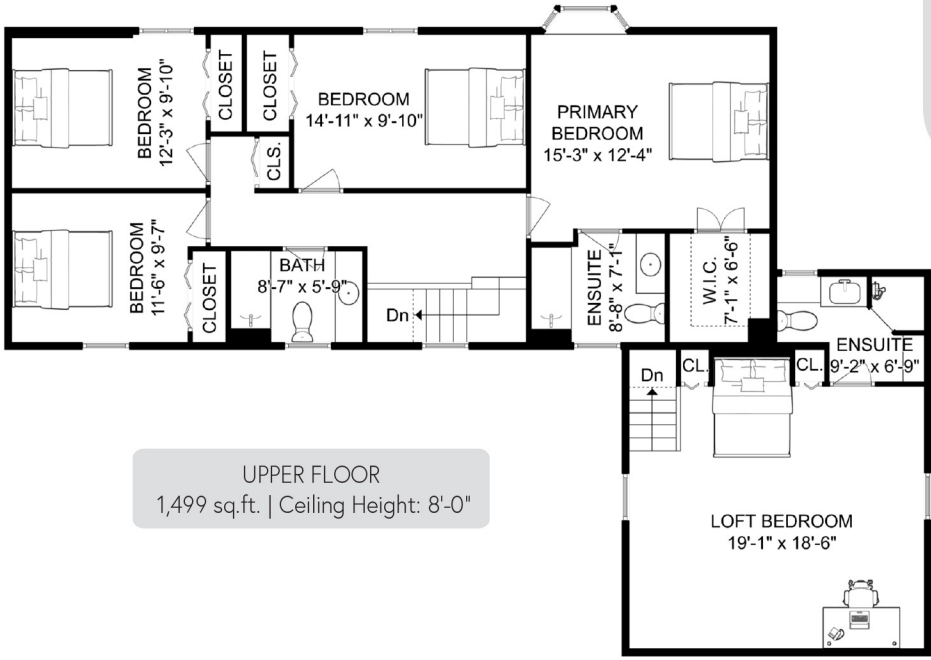 BEDROOM
12'-3" x 9'-10"
CLOSET
CLOSET
BEDROOM
14'-11" x 9'-10"
PRIMARY
BEDROOM
15'-3" x 12'-4"
CLS.
BEDROOM
11'-6" x 9'-7"
CLOSET
BATH
8'-7" x 5'-9"
Dn
ENSUITE
8'-8" x 7'-1"
W.I.C.
7'-1" x 6'-6"
ENSUITE
9'-2" x 6'-9"
Dn
CL.
CL.
LOFT BEDROOM
19'-1" x 18'-6"
UPPER FLOOR
1,499 sq.ft. | Ceiling Height: 8'-0"